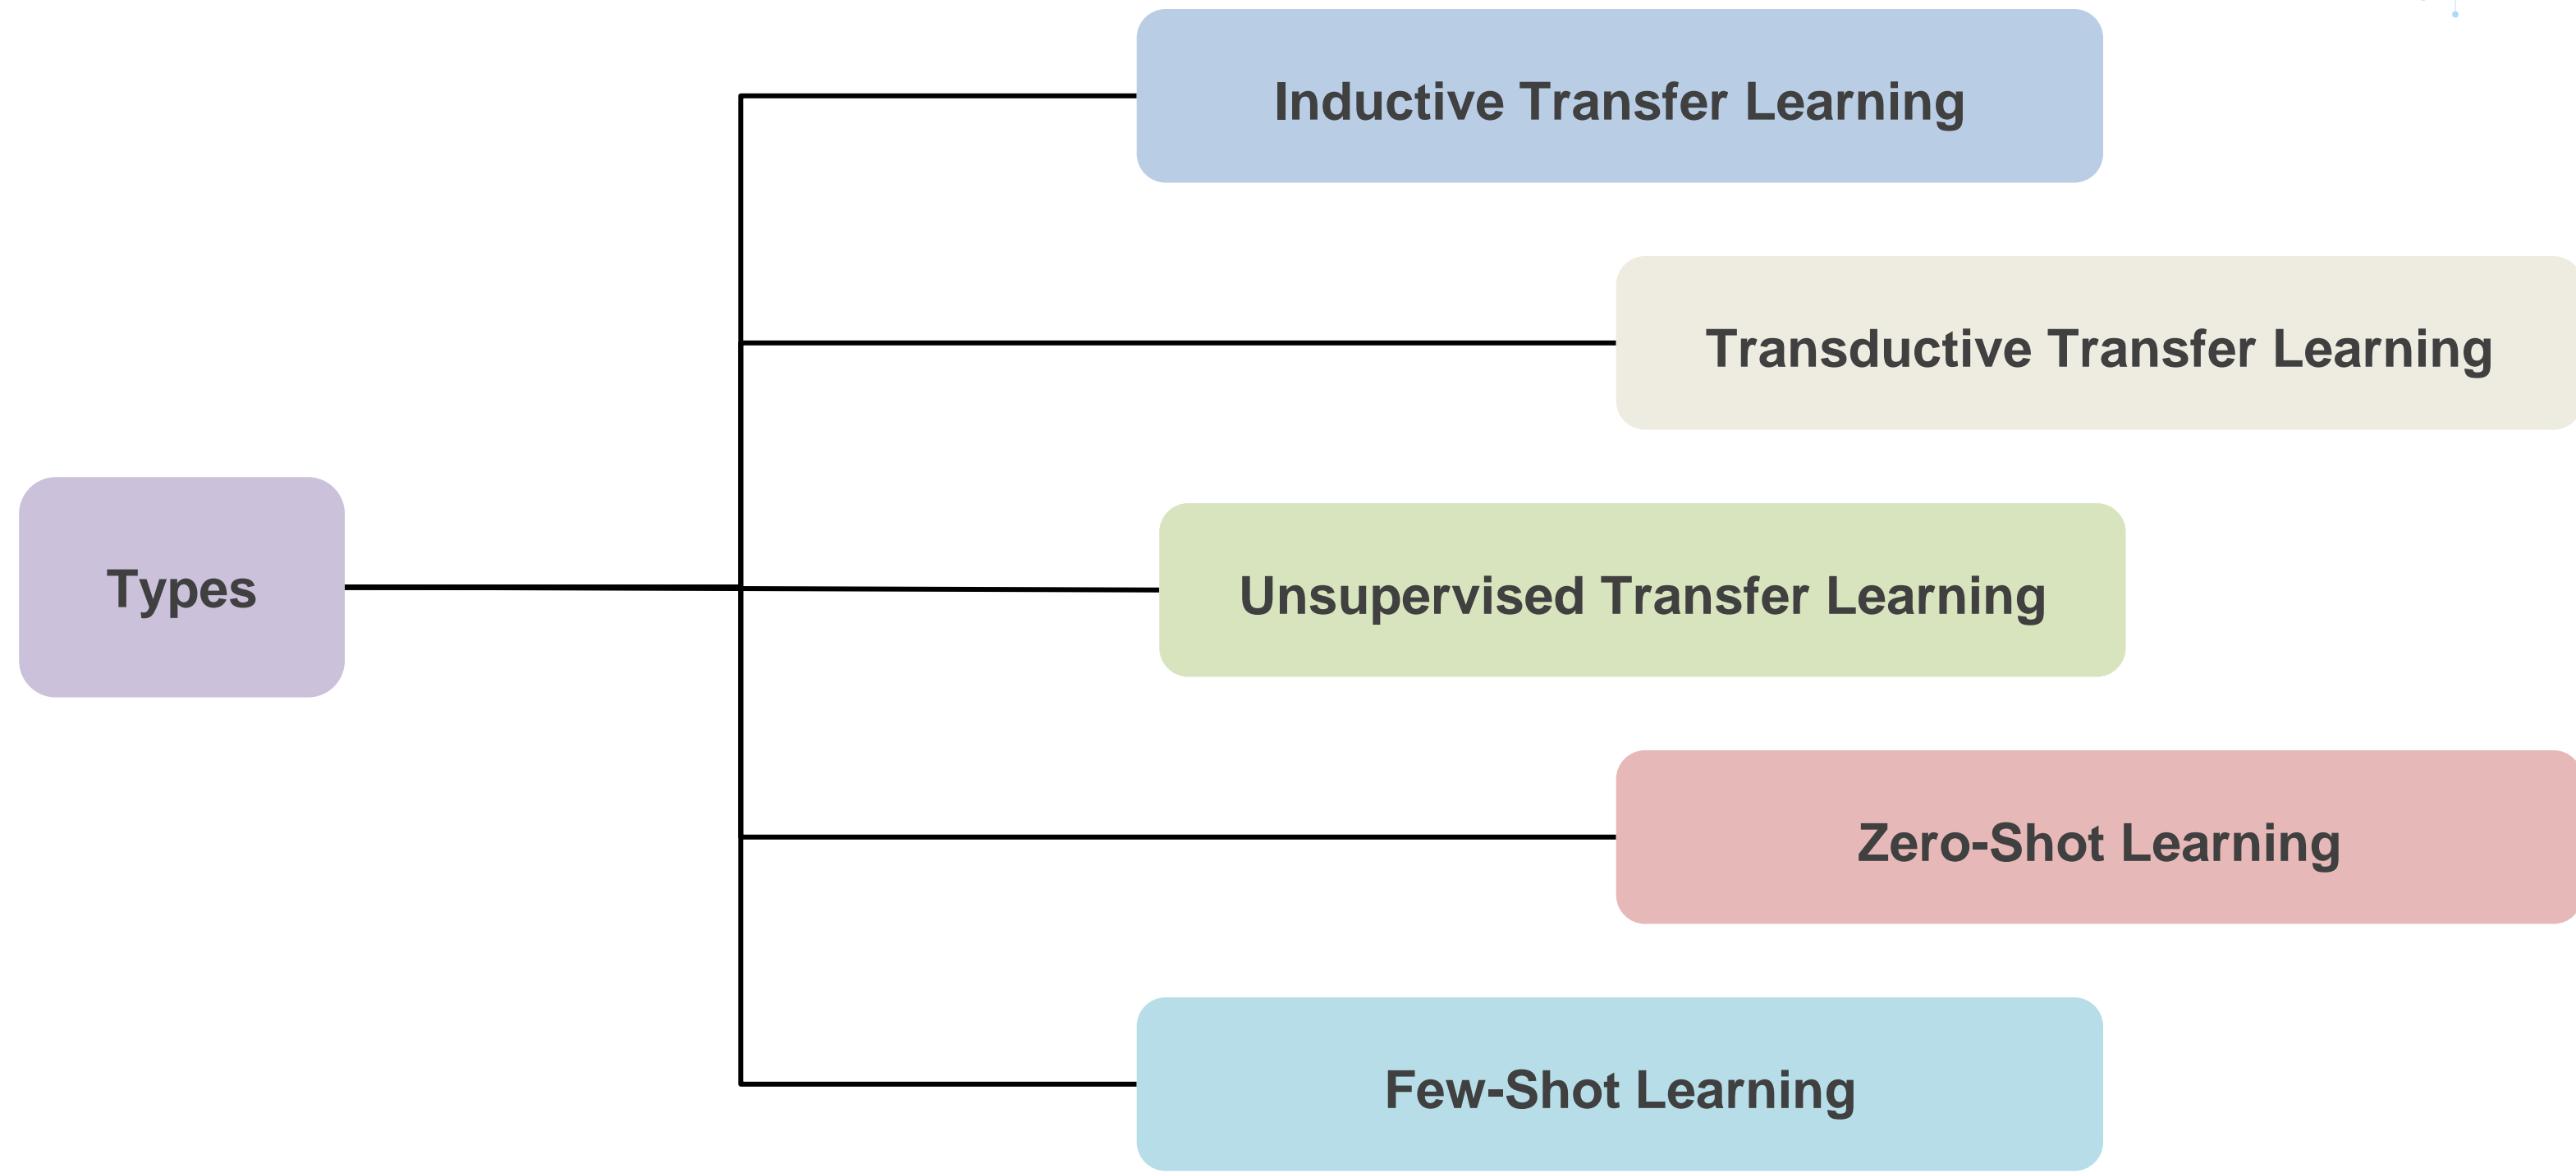 Inductive Transfer Learning
Transductive Transfer Learning
Types
Unsupervised Transfer Learning
Zero-Shot Learning
Few-Shot Learning